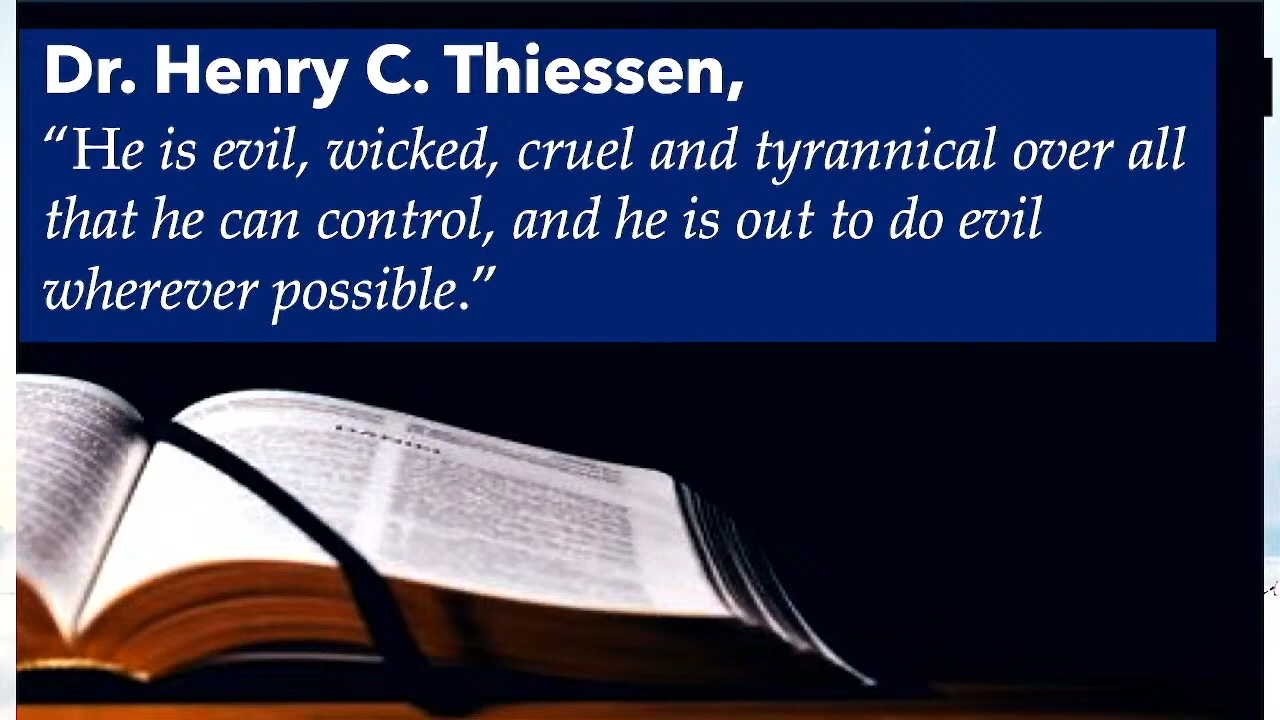 Dr. Henry C. Thiessen,
“He is evil, wicked, cruel and tyrannical over all
that he can control, and he is out to do evil
wherever possible.”